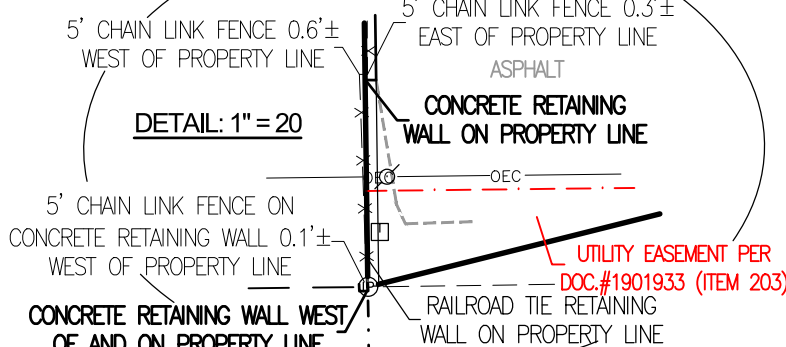 5' CHAIN LINK FENCE 0.6'±
WEST OF PROPERTY LINE
5' CHAIN LINK FENCE 0.3'±
EAST OF PROPERTY LINE
ASPHALT
CONCRETE RETAINING
WALL ON PROPERTY LINE
DETAIL: 1" = 20
OEC
5' CHAIN LINK FENCE ON
CONCRETE RETAINING WALL 0.1'±
WEST OF PROPERTY LINE
UTILITY EASEMENT PER
DOC.#1901933 (ITEM 203)
CONCRETE RETAINING WALL WEST
OF AND ON PROPERTY LINE
RAILROAD TIE RETAINING
WALL ON PROPERTY LINE